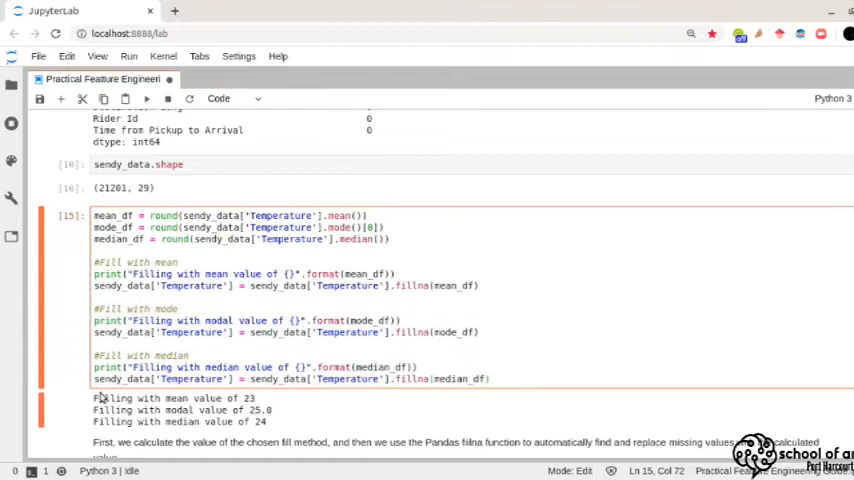 JupyterLab
localhost:8888/lab
off
File Edit View Run Kernel Tabs Settings Help
Practical Featture Engineeri
Code
Python 3
Rider Id 0
Time from Pickup to Arrival 0
dtype: int64
[16]: sendy_data.shape
[16]: (21201, 29)
[15]: mean_df = round(sendy_data['Temperature'].mean())
mode_df = round(sendy_data['Temperature'].mode()[0])
median_df = round(sendy_data['Temperature'].median())
#Fill with mean
print("Filling with mean value of {}".format(mean_df))
sendy_data['Temperature'] = sendy_data['Temperature'].fillna(mean_df)
#Fill with mode
print("Filling with modal value of {}".format(mode_df))
sendy_data['Temperature'] = sendy_data['Temperature'].fillna(mode_df)
#Fill with median
print("Filling with median value of {}".format(median_df))
sendy_data['Temperature'] = sendy_data['Temperature'].fillna(median_df)
Filling with mean value of 23
Filling with modal value of 25.0
Filling with median value of 24
First, we calculate the value of the chosen fill method, and then we use the Pandas fillna function to automatically find and replace missing values calculated
school of a
Port Harcourt
0 1 Python 3 | Idle Mode: Edit Ln 15, Col 72 Practical Featture Engineering Guide.